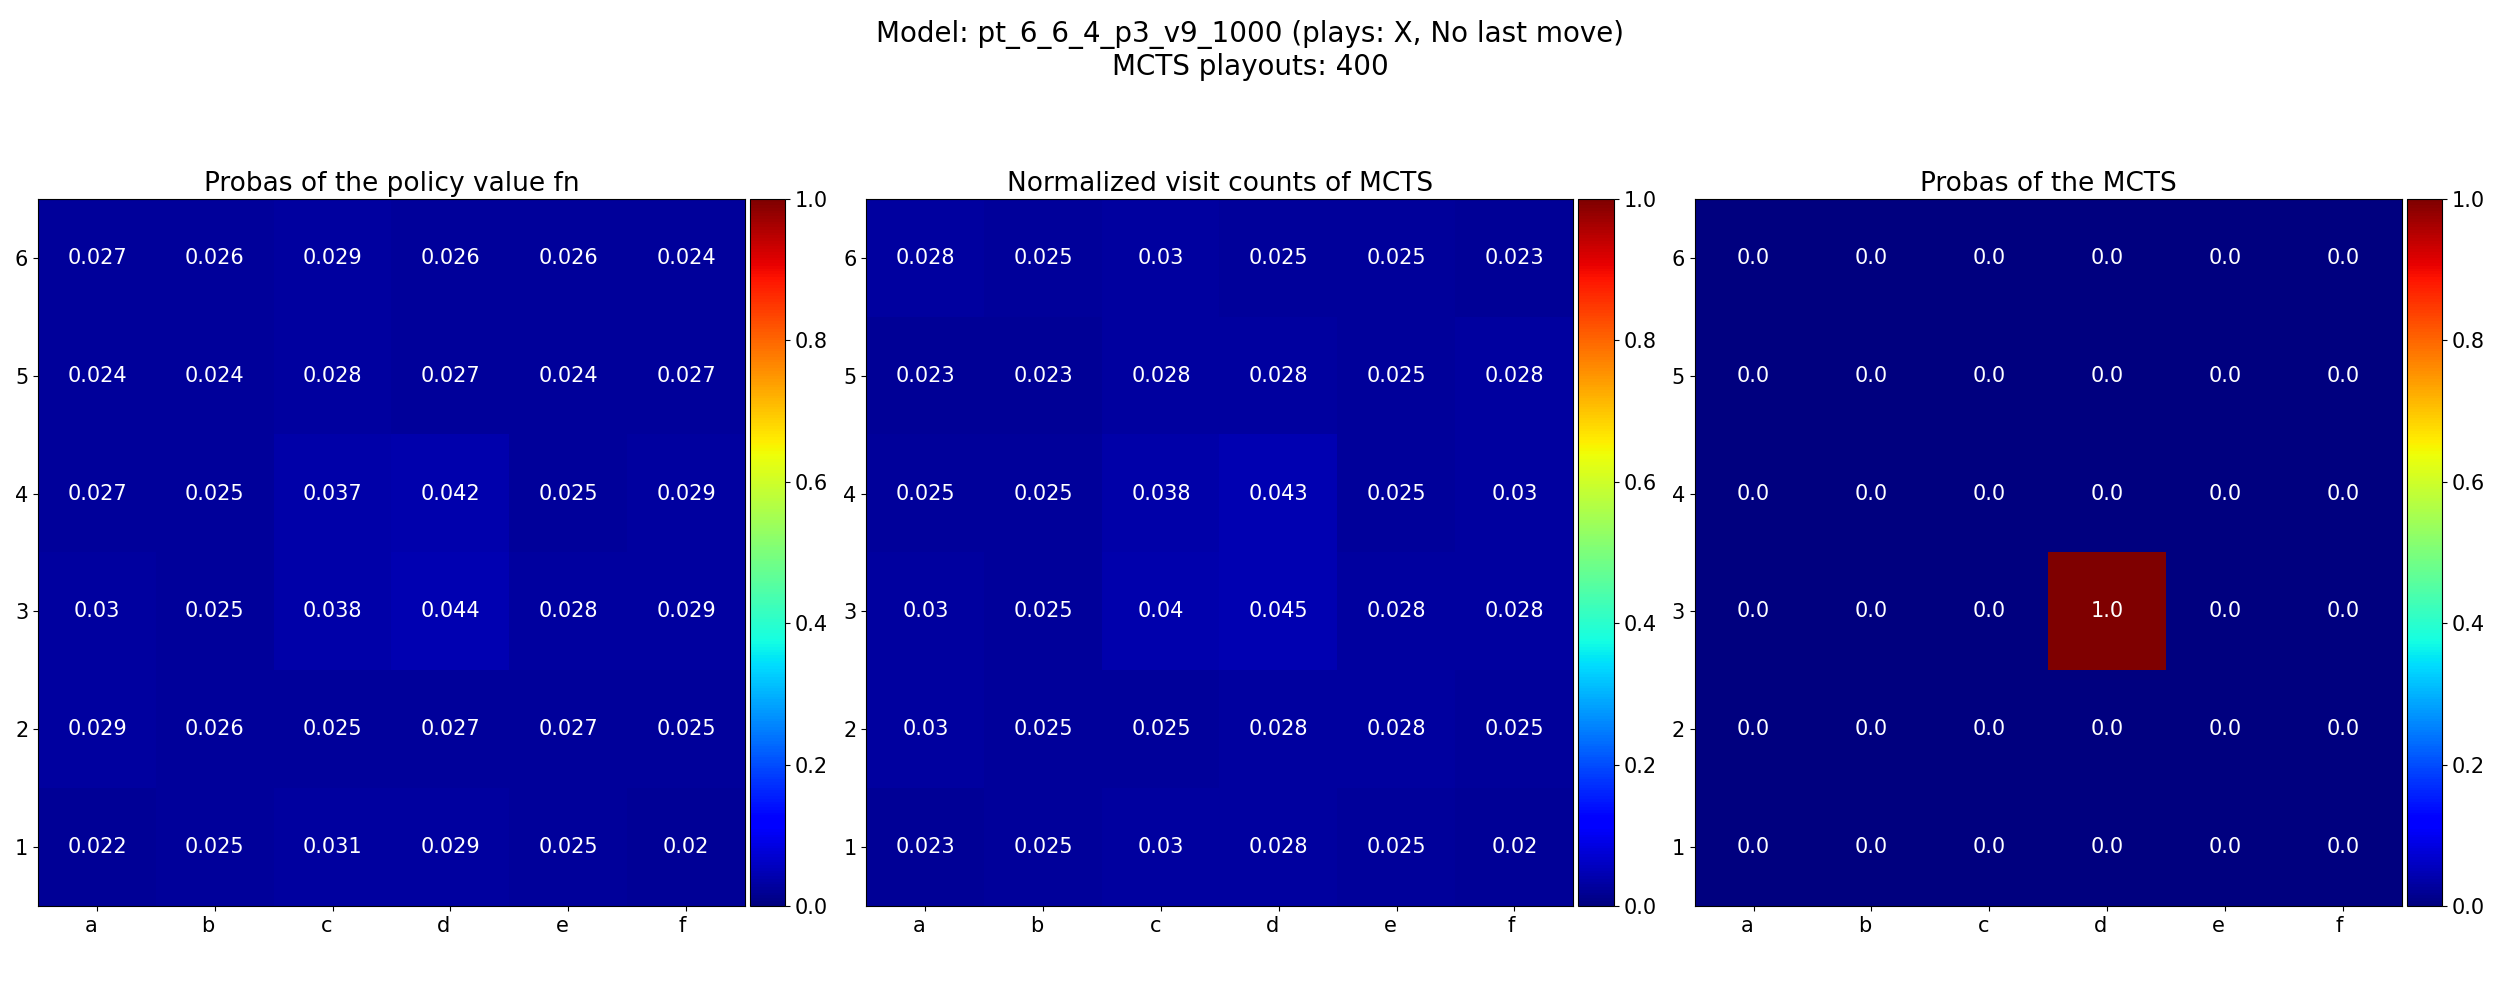 Model: pt_6_6_4_p3_v9_1000 (plays: X, No last move)
MCTS playouts: 400
Probas of the policy value fn
6 0.027 0.026 0.029 0.026 0.026 0.024
5 0.024 0.024 0.028 0.027 0.024 0.027
4 0.027 0.025 0.037 0.042 0.025 0.029
3 0.03 0.025 0.038 0.044 0.028 0.029
2 0.029 0.026 0.025 0.027 0.027 0.025
1 0.022 0.025 0.031 0.029 0.025 0.02
a b c d e f
1.0
0.8
0.6
0.4
0.2
0.0
Normalized visit counts of MCTS
6 0.028 0.025 0.03 0.025 0.025 0.023
5 0.023 0.023 0.028 0.028 0.025 0.028
4 0.025 0.025 0.038 0.043 0.025 0.03
3 0.03 0.025 0.04 0.045 0.028 0.028
2 0.03 0.025 0.025 0.028 0.028 0.025
1 0.023 0.025 0.03 0.028 0.025 0.02
a b c d e f
1.0
0.8
0.6
0.4
0.2
0.0
Probas of the MCTS
6 0.0 0.0 0.0 0.0 0.0 0.0
5 0.0 0.0 0.0 0.0 0.0 0.0
4 0.0 0.0 0.0 0.0 0.0 0.0
3 0.0 0.0 0.0 1.0 0.0 0.0
2 0.0 0.0 0.0 0.0 0.0 0.0
1 0.0 0.0 0.0 0.0 0.0 0.0
a b c d e f
1.0
0.8
0.6
0.4
0.2
0.0